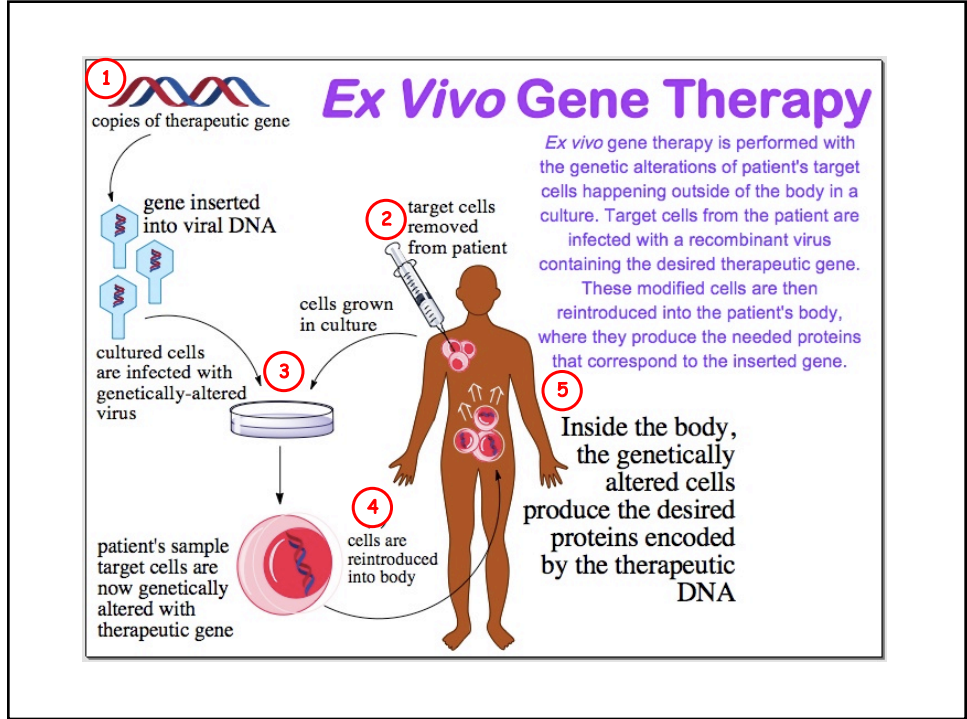 1
copies of therapeutic gene
Ex Vivo Gene Therapy
Ex vivo gene therapy is performed with
the genetic alterations of patient's target
cells happening outside of the body in a
culture. Target cells from the patient are
infected with a recombinant virus
containing the desired therapeutic gene.
These modified cells are then
reintroduced into the patient's body,
where they produce the needed proteins
that correspond to the inserted gene.
gene inserted
into viral DNA
2
target cells
removed
from patient
cells grown
in culture
cultured cells
are infected with
genetically-altered
virus
3
patient's sample
target cells are
now genetically
altered with
therapeutic gene
4
cells are
reintroduced
into body
5
Inside the body,
the genetically
altered cells
produce the desired
proteins encoded
by the therapeutic
DNA